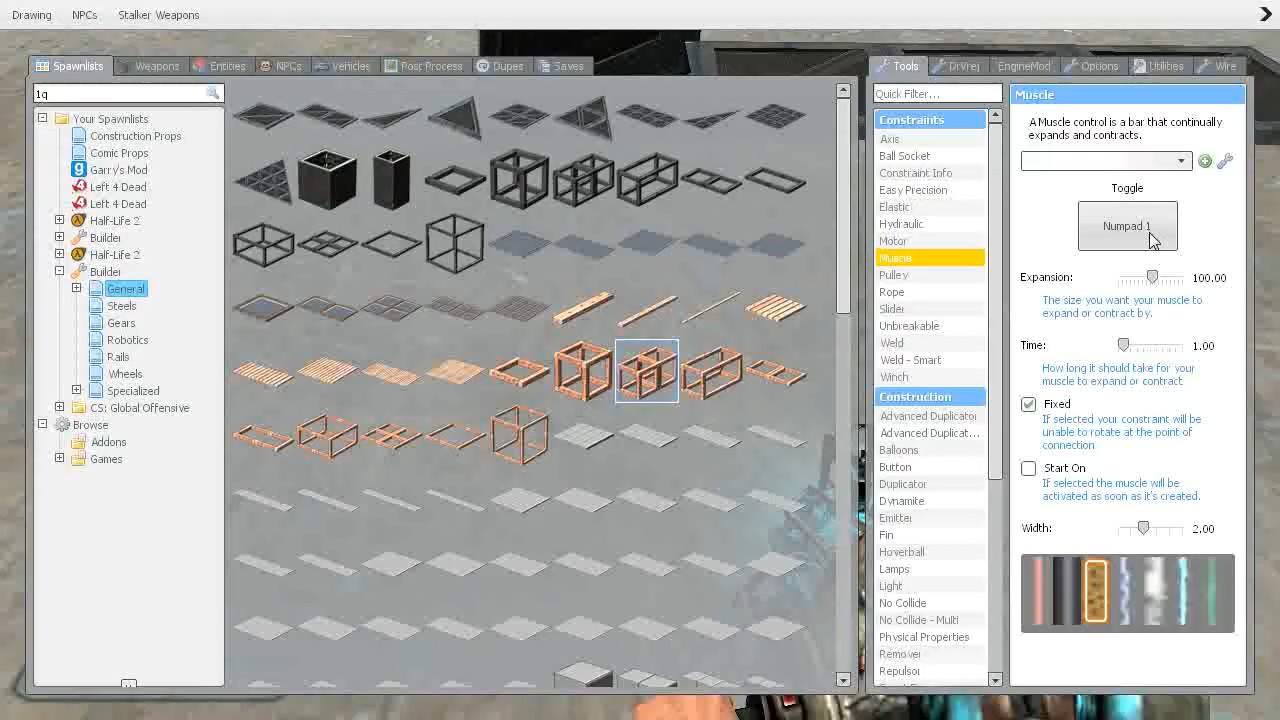 Drawing NPCs Stalker Weapons
Spawnlists Weapons Entities NPCs Vehicles Post Process Dupes Saves
1q
Your Spawnlists
Construction Props
Comic Props
Garry's Mod
Left 4 Dead
Left 4 Dead
Half-Life 2
Builder
Half-Life 2
Builder
General
Steels
Gears
Robotics
Rails
Wheels
Specialized
CS: Global Offensive
Browse
Addons
Games
Tools DrVrej EngineMod Options Utilities Wire
Quick Filter...
Constraints
Axis
Ball Socket
Constraint Info
Easy Precision
Elastic
Hydraulic
Motor
Muscle
Pulley
Rope
Slider
Unbreakable
Weld
Weld - Smart
Winch
Construction
Advanced Duplicator
Advanced Duplicat...
Balloons
Button
Duplicator
Dynamite
Emitter
Fin
Hoverball
Lamps
Light
No Collide
No Collide - Multi
Physical Properties
Remover
Repulsor
Muscle
A Muscle control is a bar that continually
expands and contracts.
Toggle
Numpad 1
Expansion: 100.00
The size you want your muscle to
expand or contract by.
Time: 1.00
How long it should take for your
muscle to expand or contract.
Fixed
If selected your constraint will be
unable to rotate at the point of
connection.
Start On
If selected the muscle will be
activated as soon as it's created.
Width: 2.00